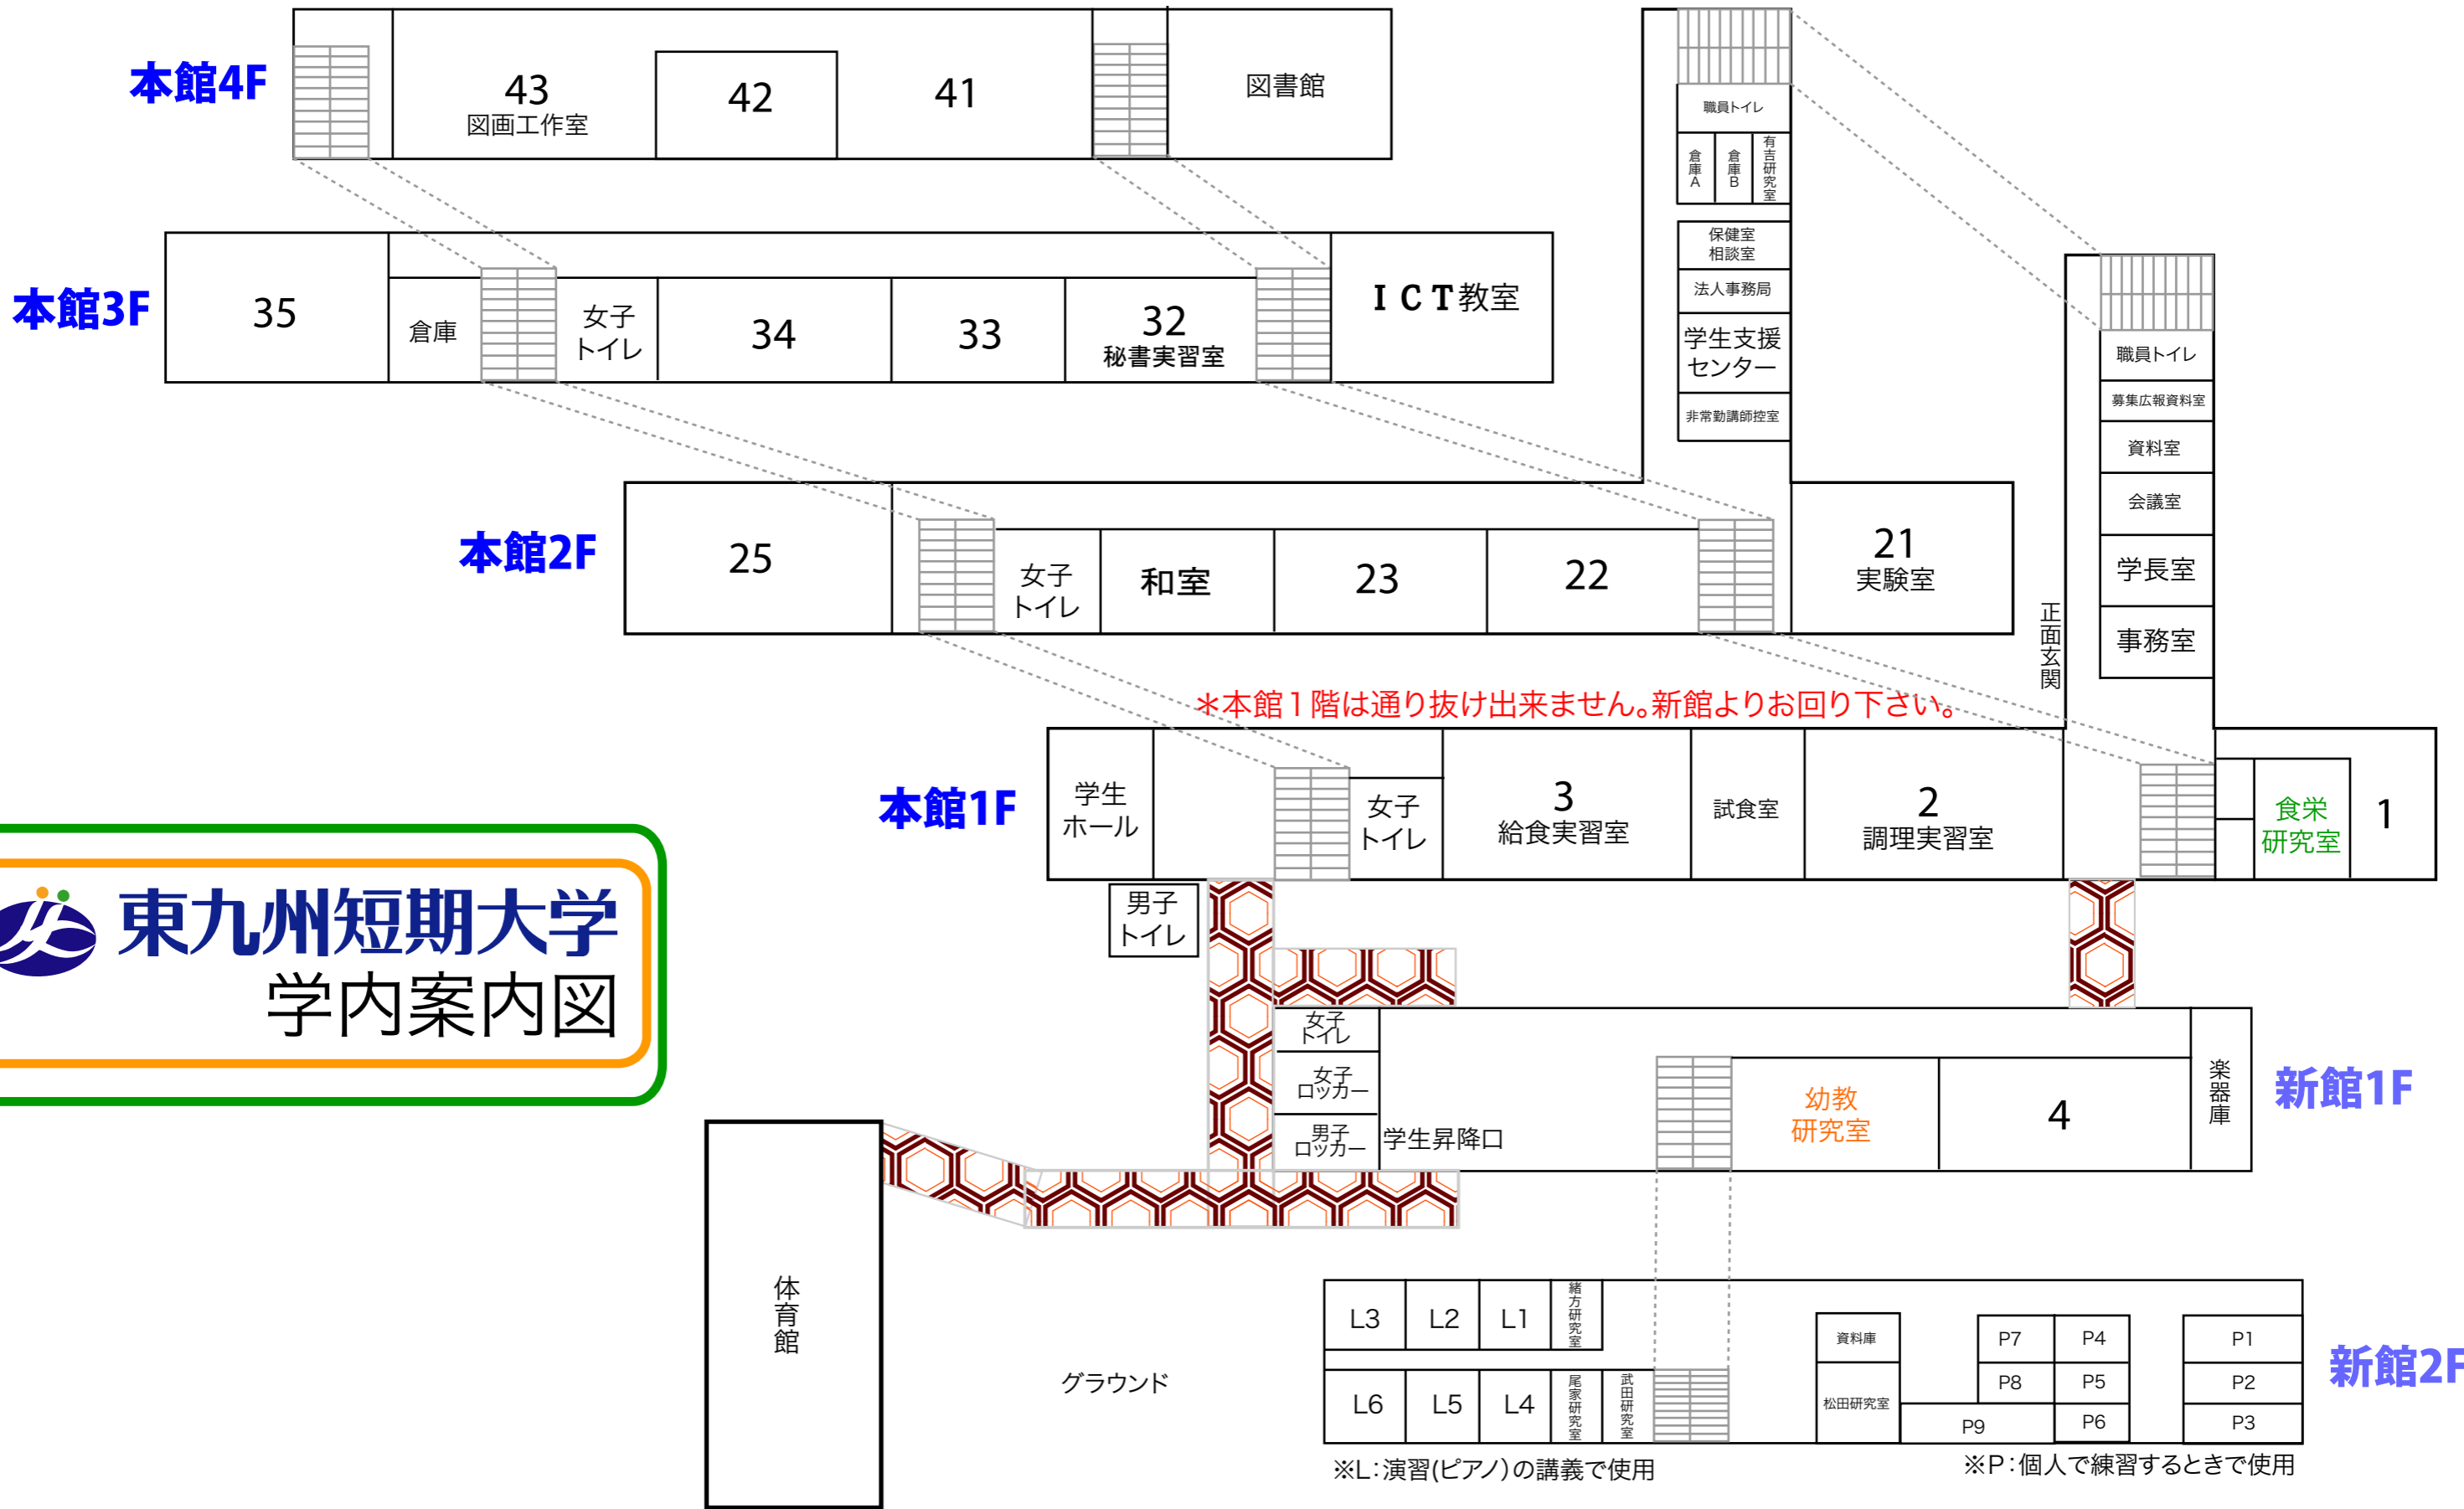 本館4F
43
図画工作室
42
41
図書館
職員トイレ
倉庫A
倉庫B
有吉研究室
保健室
相談室
法人事務局
学生支援
センター
非常勤講師控室
本館3F
35
倉庫
女子
トイレ
34
33
32
秘書実習室
ＩＣＴ教室
職員トイレ
募集広報資料室
資料室
会議室
学長室
事務室
正面玄関
本館2F
25
女子
トイレ
和室
23
22
21
実験室
＊本館１階は通り抜け出来ません。新館よりお回り下さい。
本館1F
学生
ホール
女子
トイレ
3
給食実習室
試食室
2
調理実習室
食栄
研究室
1
男子
トイレ
東九州短期大学
学内案内図
女子
トイレ
女子
ロッカー
男子
ロッカー
学生昇降口
幼教
研究室
4
楽器庫
新館1F
体育館
グラウンド
L3
L2
L1
緒方研究室
L6
L5
L4
尾家研究室
武田研究室
資料庫
松田研究室
P7
P4
P1
P8
P5
P2
P9
P6
P3
新館2F
※L：演習(ピアノ）の講義で使用
※P：個人で練習するときで使用